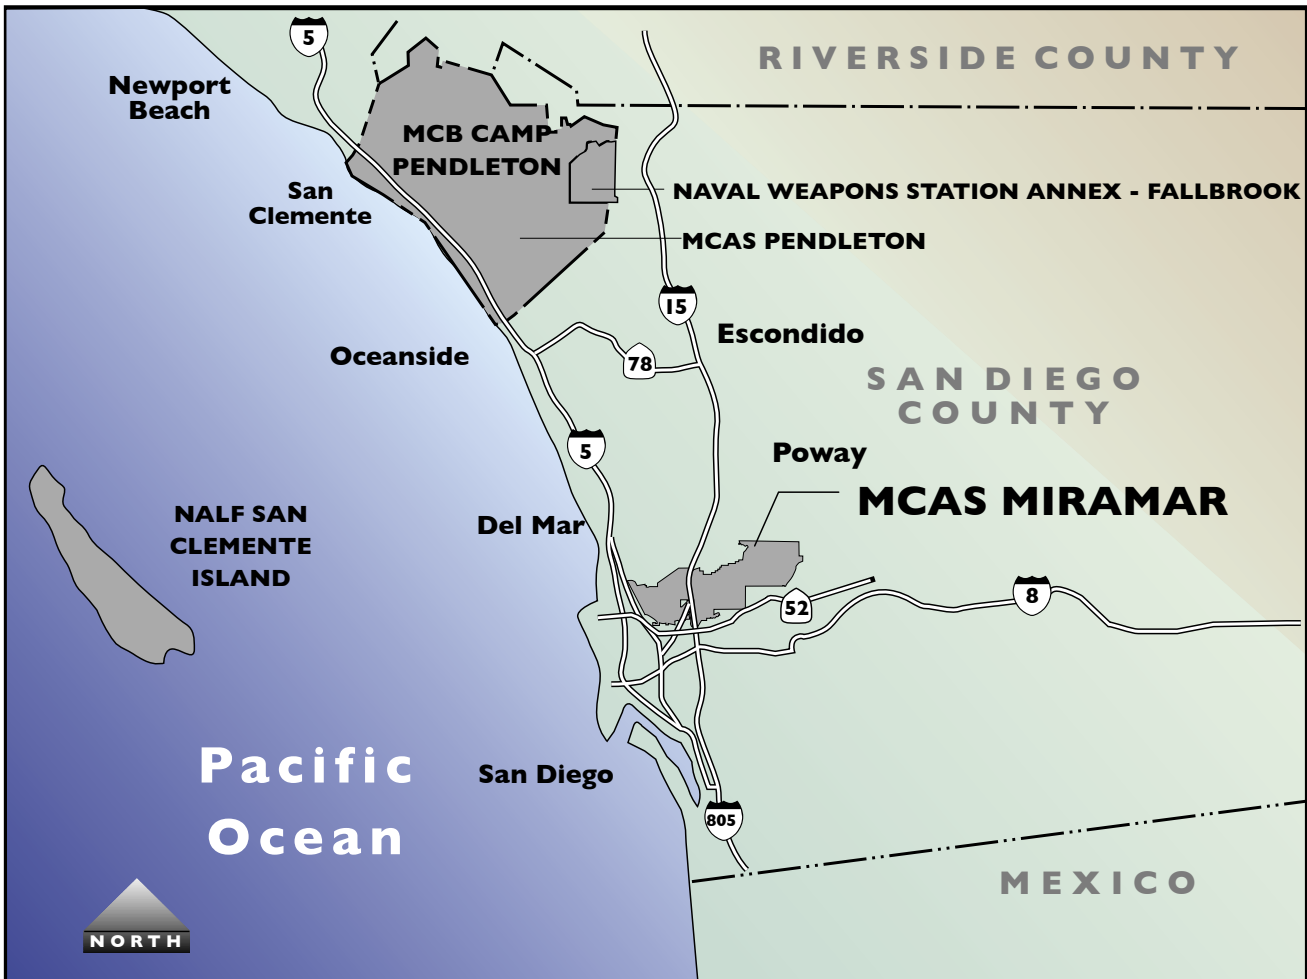 5
RIVERSIDE COUNTY
Newport
Beach
MCB CAMP
PENDLETON
San
Clemente
NAVAL WEAPONS STATION ANNEX - FALLBROOK
MCAS PENDLETON
15
Escondido
Oceanside
78
SAN DIEGO
COUNTY
5
Poway
MCAS MIRAMAR
NALF SAN
CLEMENTE
ISLAND
Del Mar
52
8
Pacific
Ocean
San Diego
805
MEXICO
NORTH